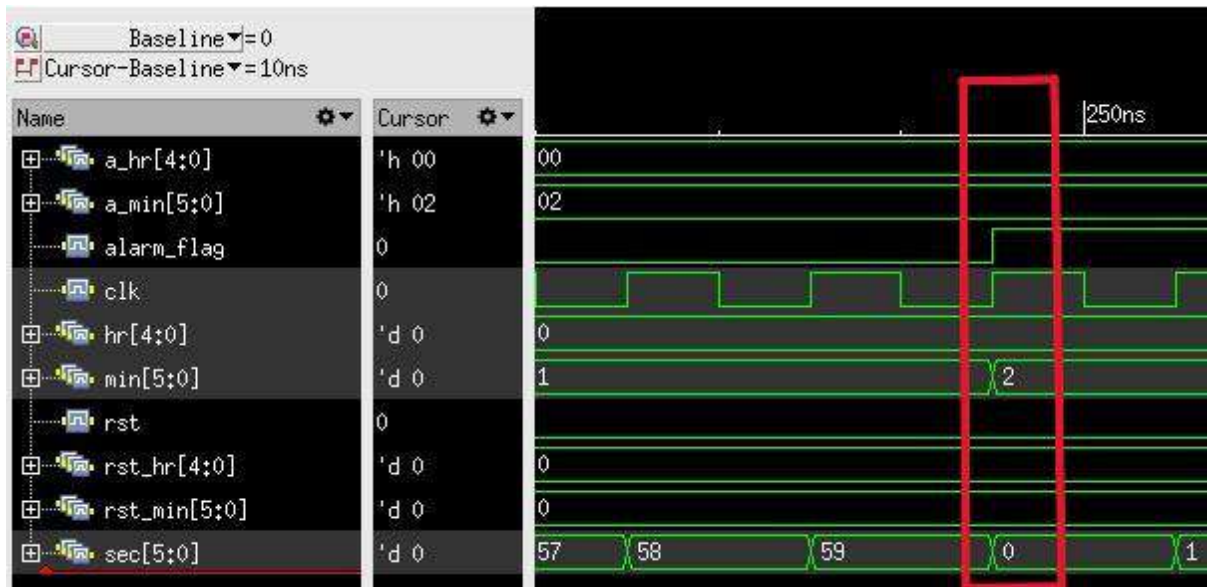 Baseline▼=0
Cursor-Baseline▼=10ns
Name Cursor 250ns
a_hr[4:0] 'h 00 00
a_min[5:0] 'h 02 02
alarm_flag 0
clk 0
hr[4:0] 'd 0 0
min[5:0] 'd 0 1 2
rst 0
rst_hr[4:0] 'd 0 0
rst_min[5:0] 'd 0 0
sec[5:0] 'd 0 57 58 59 0 1